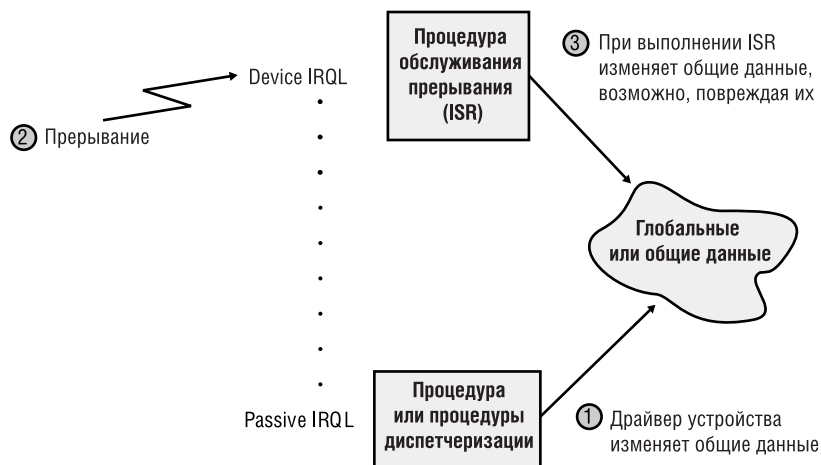 Процедура
обслуживания
прерывания
(ISR)
③ При выполнении ISR
изменяет общие данные,
возможно, повреждая их
Device IRQL
② Прерывание
Глобальные
или общие данные
Passive IRQL
Процедура
или процедуры
диспетчеризации
① Драйвер устройства
изменяет общие данные